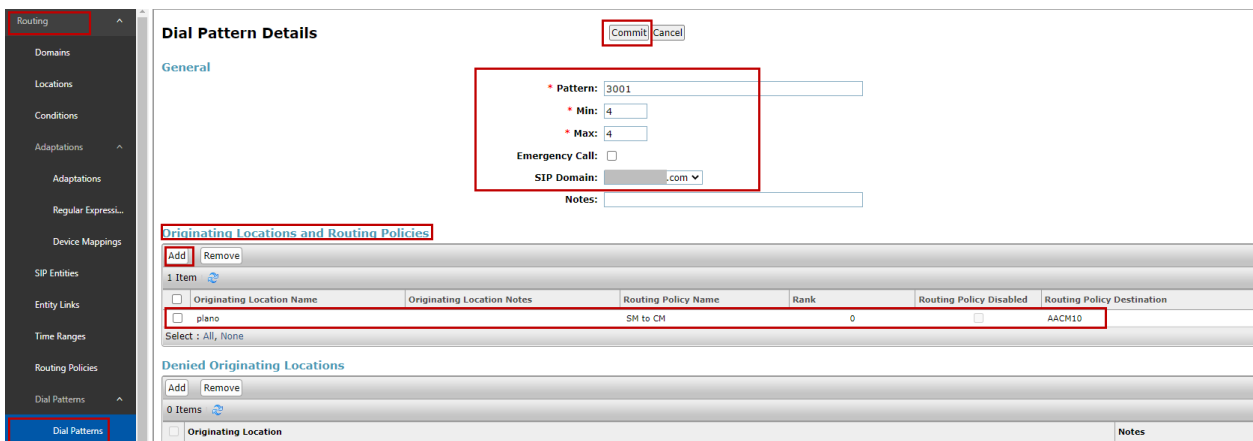 Routing
Domains
Locations
Conditions
Adaptations
Adaptations
Regular Expressi...
Device Mappings
SIP Entities
Entity Links
Time Ranges
Routing Policies
Dial Patterns
Dial Patterns
Dial Pattern Details
Commit Cancel
General
* Pattern: 3001
* Min: 4
* Max: 4
Emergency Call:
SIP Domain: .com
Notes:
Originating Locations and Routing Policies
Add Remove
1 Item
Originating Location Name Originating Location Notes Routing Policy Name Rank Routing Policy Disabled Routing Policy Destination
plano SM to CM 0 AACM10
Select : All, None
Denied Originating Locations
Add Remove
0 Items
Originating Location Notes